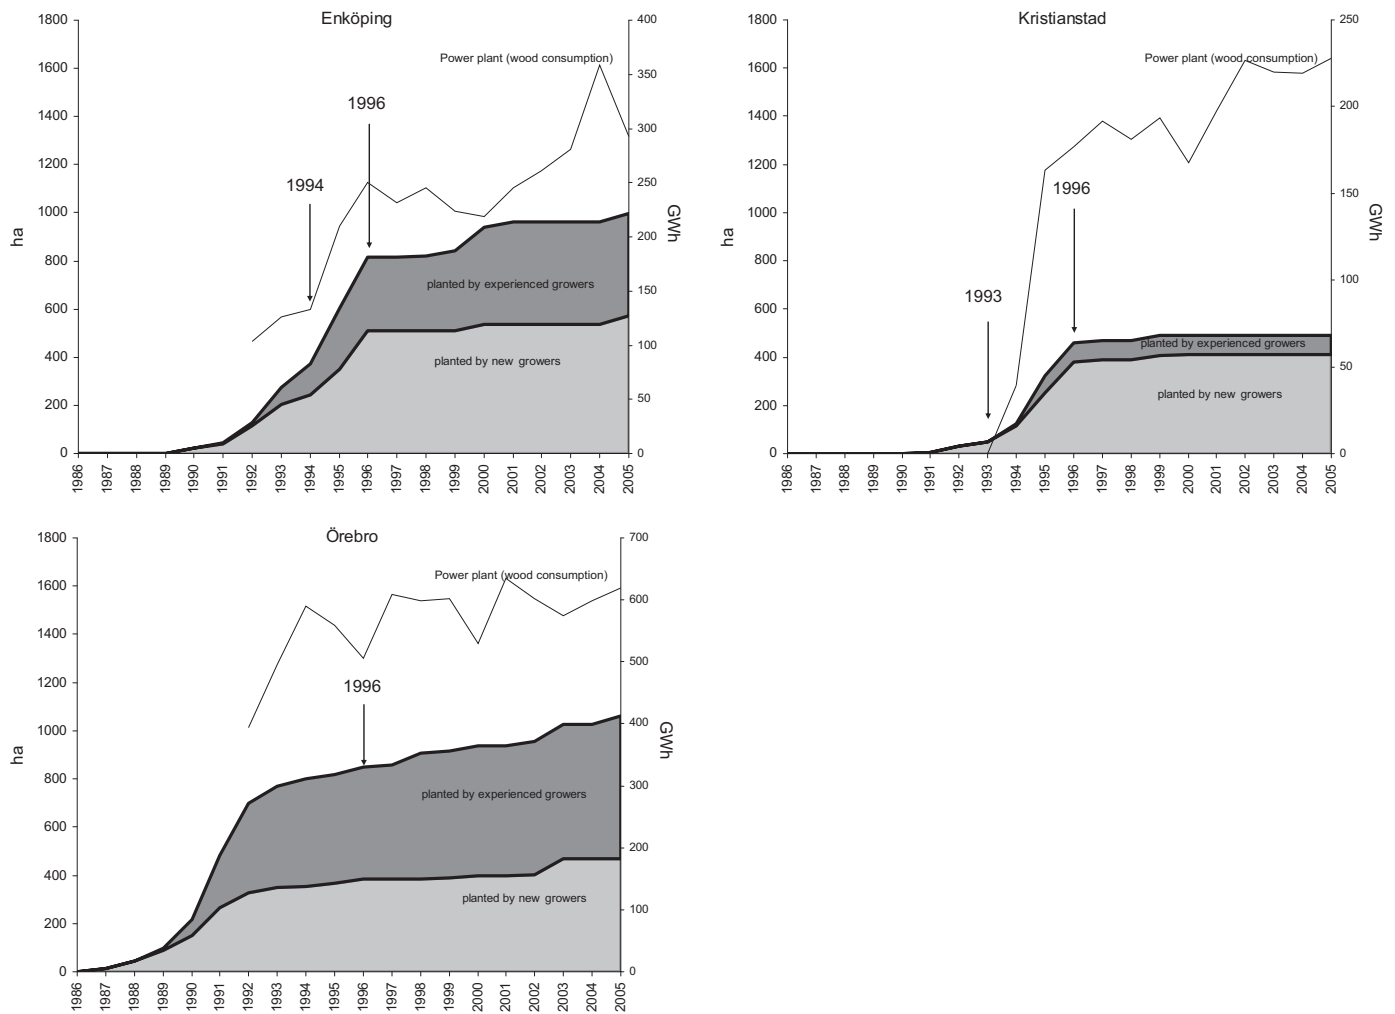 Enköping
1800
1600
1400
1200
1000
800
600
400
200
0
ha
400
350
300
250
200
150
100
50
0
GWh
Power plant (wood consumption)
1996
1994
planted by experienced growers
planted by new growers
1986 1987 1988 1989 1990 1991 1992 1993 1994 1995 1996 1997 1998 1999 2000 2001 2002 2003 2004 2005
Kristianstad
1800
1600
1400
1200
1000
800
600
400
200
0
ha
250
200
150
100
50
0
GWh
Power plant (wood consumption)
1996
1993
planted by experienced growers
planted by new growers
1986 1987 1988 1989 1990 1991 1992 1993 1994 1995 1996 1997 1998 1999 2000 2001 2002 2003 2004 2005
Örebro
1800
1600
1400
1200
1000
800
600
400
200
0
ha
700
600
500
400
300
200
100
0
GWh
Power plant (wood consumption)
1996
planted by experienced growers
planted by new growers
1986 1987 1988 1989 1990 1991 1992 1993 1994 1995 1996 1997 1998 1999 2000 2001 2002 2003 2004 2005